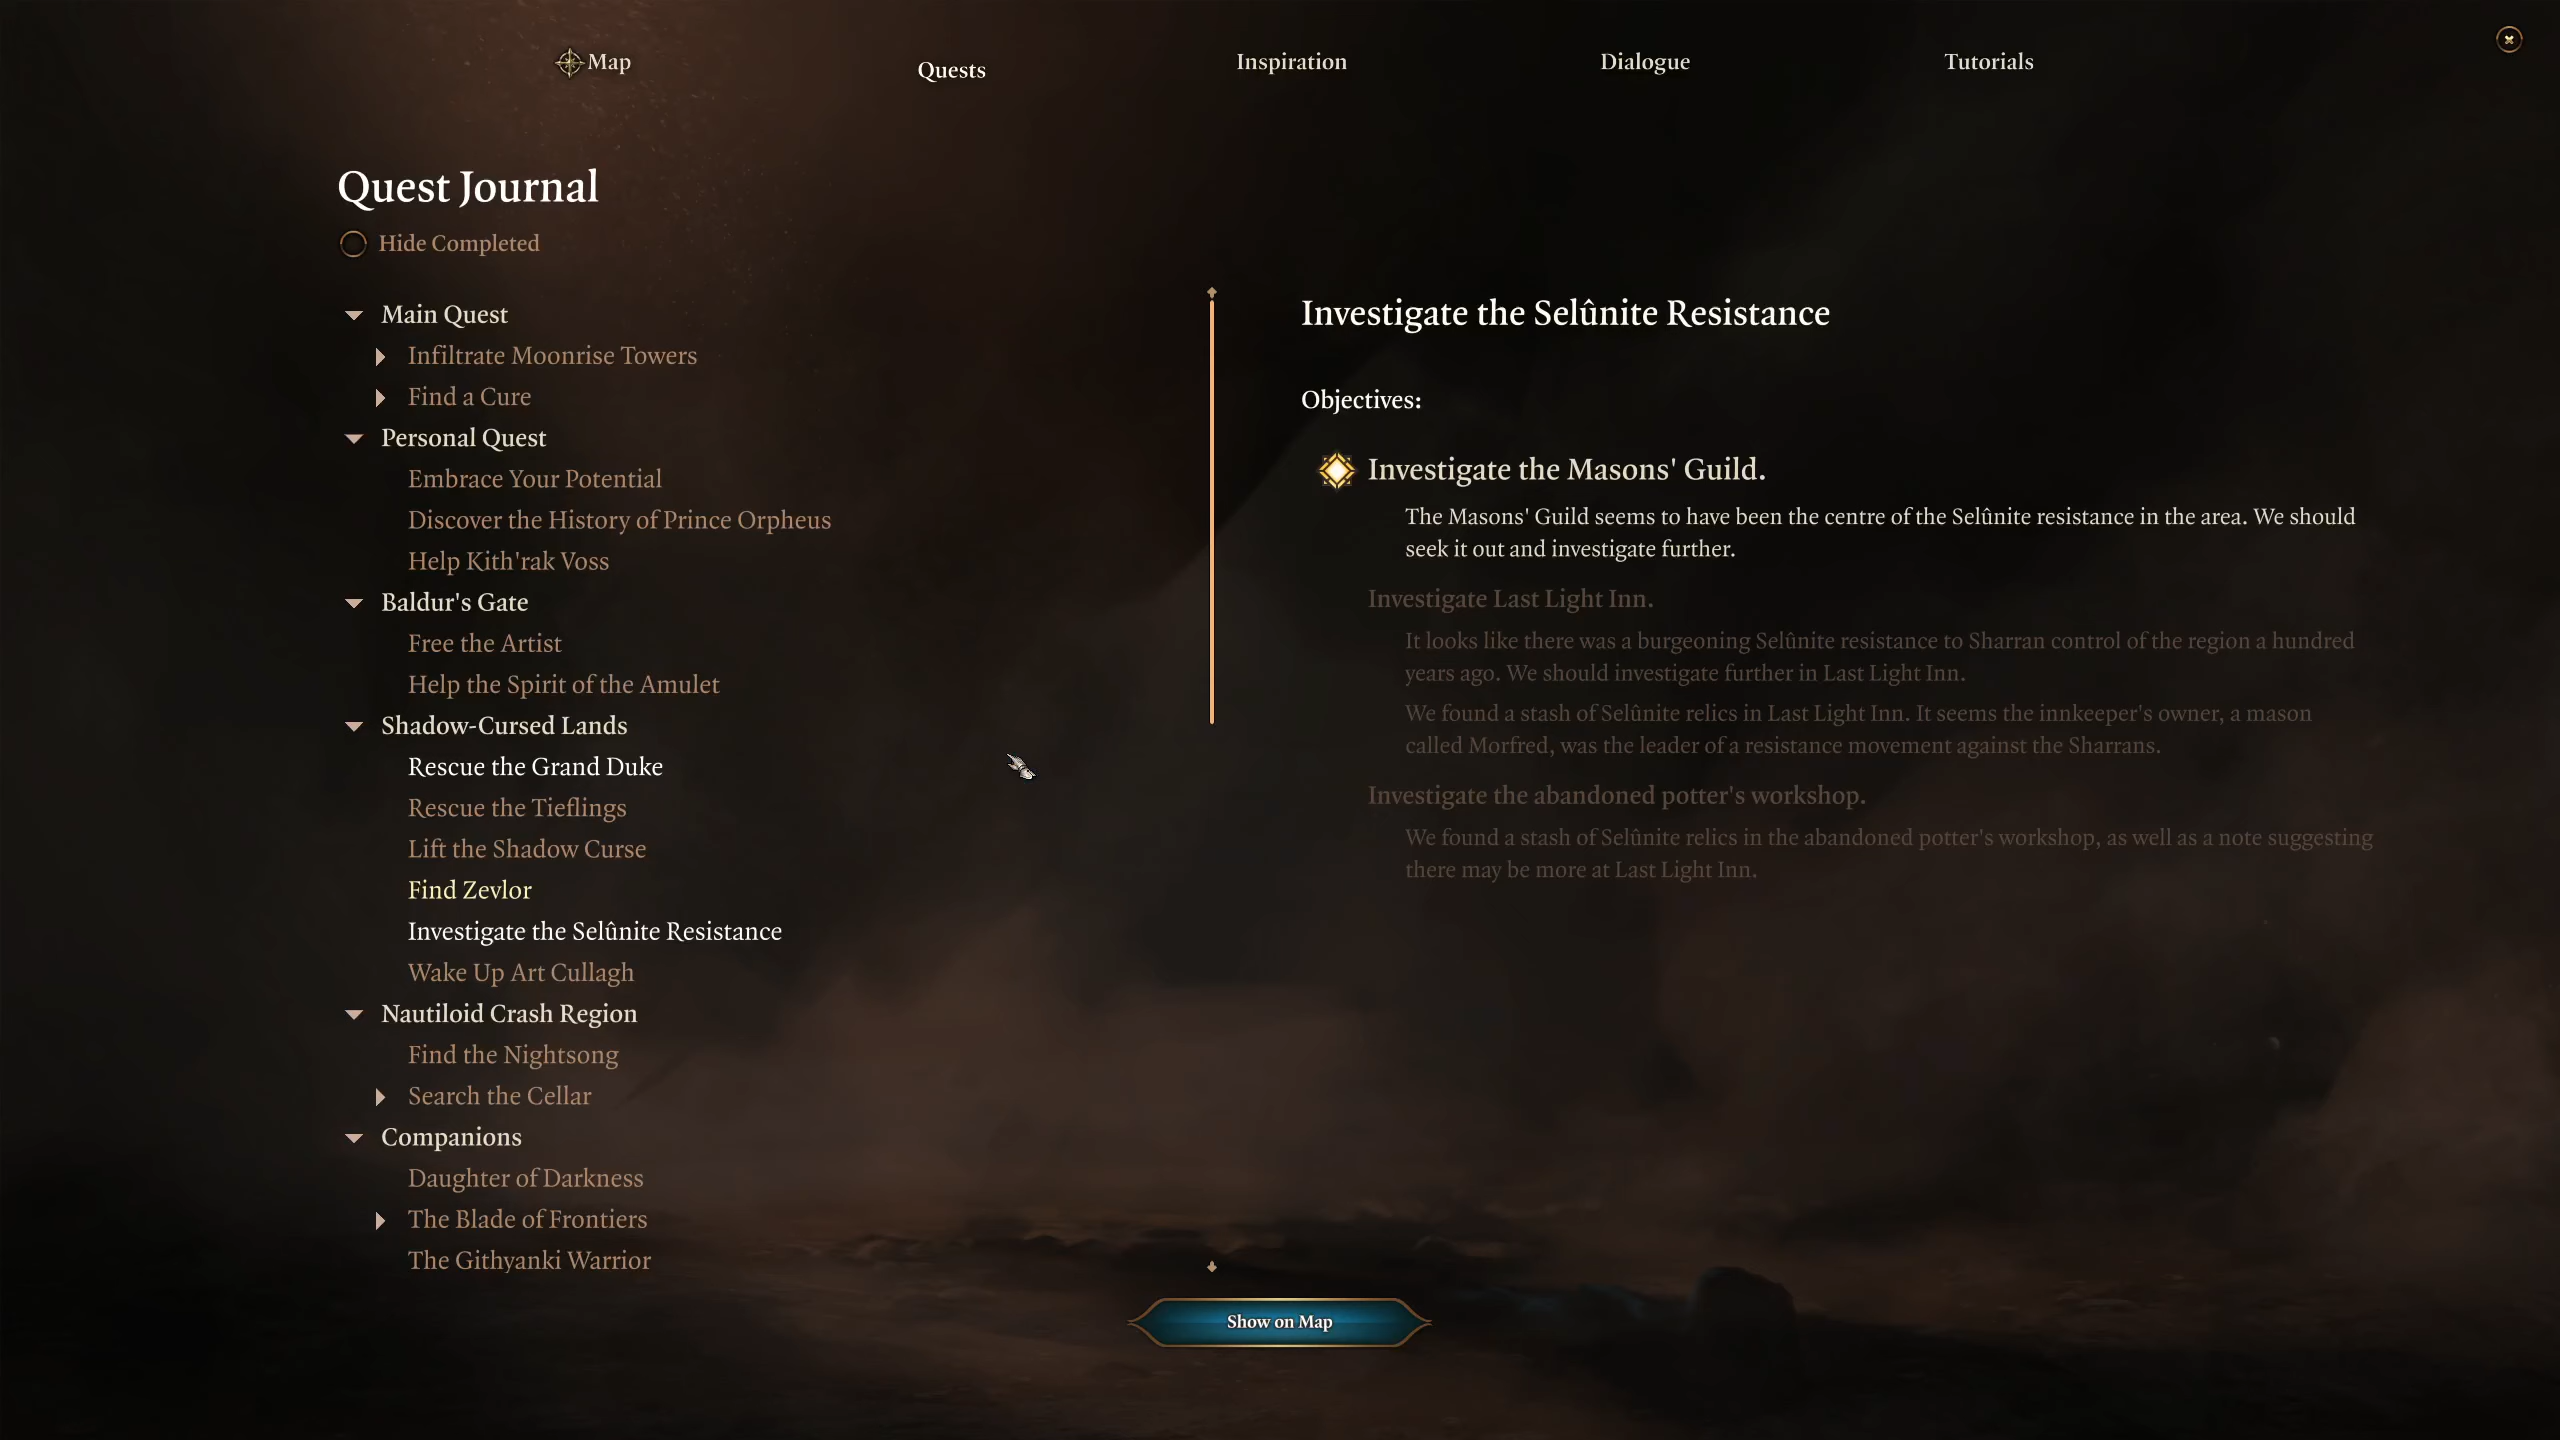 Map
Quests
Inspiration
Dialogue
Tutorials
Quest Journal
Hide Completed
Main Quest
Infiltrate Moonrise Towers
Find a Cure
Personal Quest
Embrace Your Potential
Discover the History of Prince Orpheus
Help Kith'rak Voss
Baldur's Gate
Free the Artist
Help the Spirit of the Amulet
Shadow-Cursed Lands
Rescue the Grand Duke
Rescue the Tieflings
Lift the Shadow Curse
Find Zevlor
Investigate the Selûnite Resistance
Wake Up Art Cullagh
Nautiloid Crash Region
Find the Nightsong
Search the Cellar
Companions
Daughter of Darkness
The Blade of Frontiers
The Githyanki Warrior
Investigate the Selûnite Resistance
Objectives:
Investigate the Masons' Guild.
The Masons' Guild seems to have been the centre of the Selûnite resistance in the area. We should
seek it out and investigate further.
Investigate Last Light Inn.
It looks like there was a burgeoning Selûnite resistance to Sharran control of the region a hundred
years ago. We should investigate further in Last Light Inn.
We found a stash of Selûnite relics in Last Light Inn. It seems the innkeeper's owner, a mason
called Morfred, was the leader of a resistance movement against the Sharrans.
Investigate the abandoned potter's workshop.
We found a stash of Selûnite relics in the abandoned potter's workshop, as well as a note suggesting
there may be more at Last Light Inn.
Show on Map